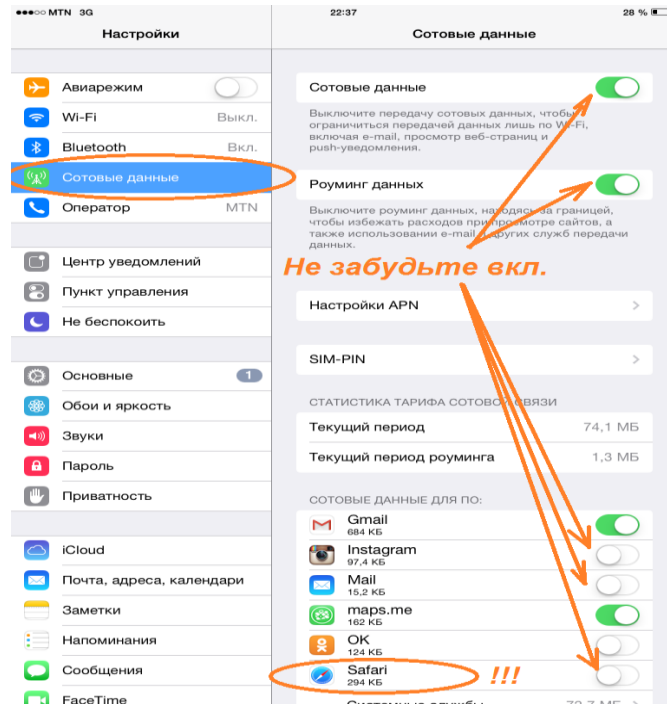 MTN 3G 22:37 28 %
Настройки
Авиарежим
Wi-Fi Выкл.
Bluetooth Вкл.
Сотовые данные
Оператор MTN
Центр уведомлений
Пункт управления
Не беспокоить
Основные 1
Обои и яркость
Звуки
Пароль
Приватность
iCloud
Почта, адреса, календари
Заметки
Напоминания
Сообщения
FaceTime
Сотовые данные
Сотовые данные
Выключите передачу сотовых данных, чтобы
ограничиться передачей данных лишь по Wi-Fi,
включая e-mail, просмотр веб-страниц и
push-уведомления.
Роуминг данных
Выключите роуминг данных, находясь за границей,
чтобы избежать расходов при просмотре сайтов, а
также использовании e-mail и других служб передачи
данных.
Не забудьте вкл.
Настройки APN
SIM-PIN
СТАТИСТИКА ТАРИФА СОТОВОЙ СВЯЗИ
Текущий период 74,1 МБ
Текущий период роуминга 1,3 МБ
СОТОВЫЕ ДАННЫЕ ДЛЯ ПО:
Gmail
684 КБ
Instagram
97,4 КБ
Mail
15,2 КБ
maps.me
162 КБ
OK
124 КБ
Safari !!!
294 КБ
Системные службы 72,7 МБ